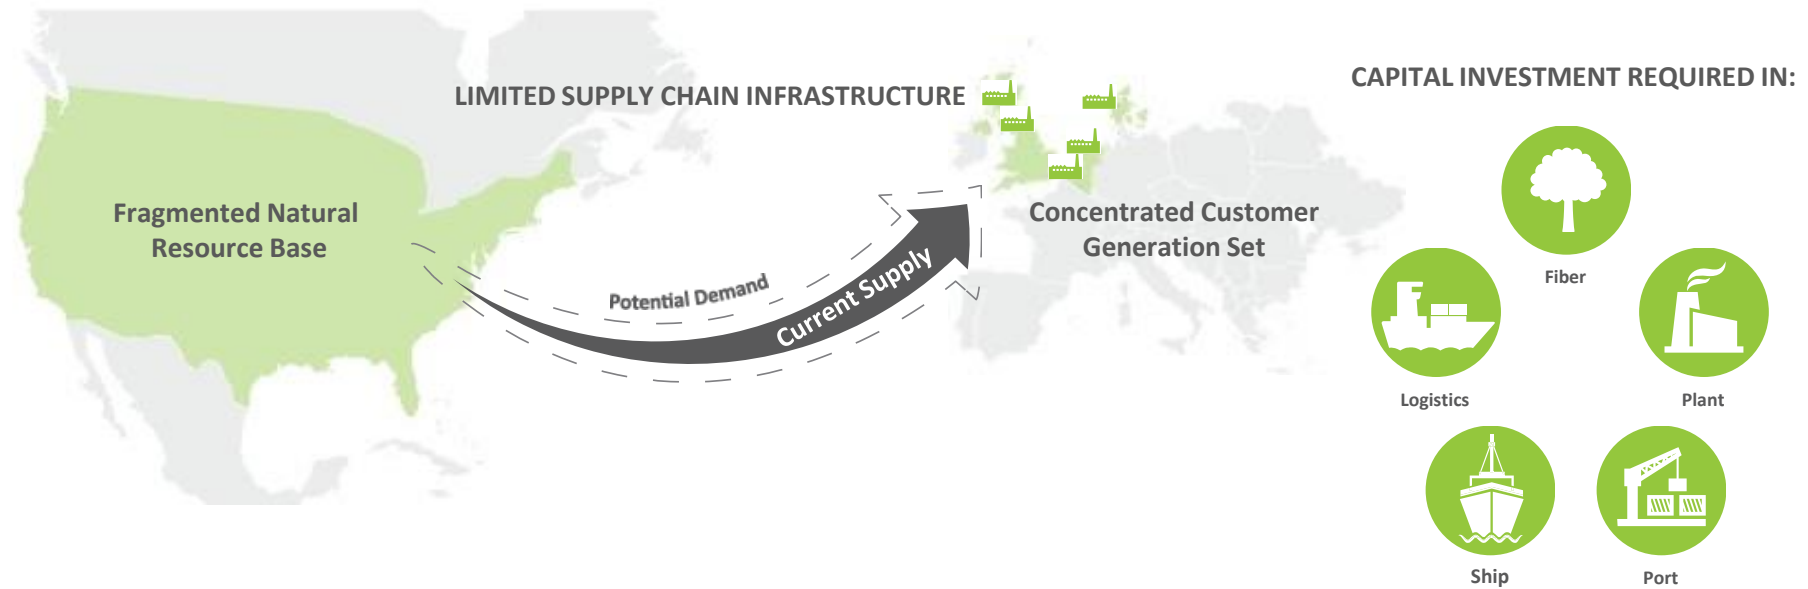 LIMITED SUPPLY CHAIN INFRASTRUCTURE
CAPITAL INVESTMENT REQUIRED IN:
Fragmented Natural
Resource Base
Potential Demand
Current Supply
Concentrated Customer
Generation Set
Fiber
Logistics
Plant
Ship
Port